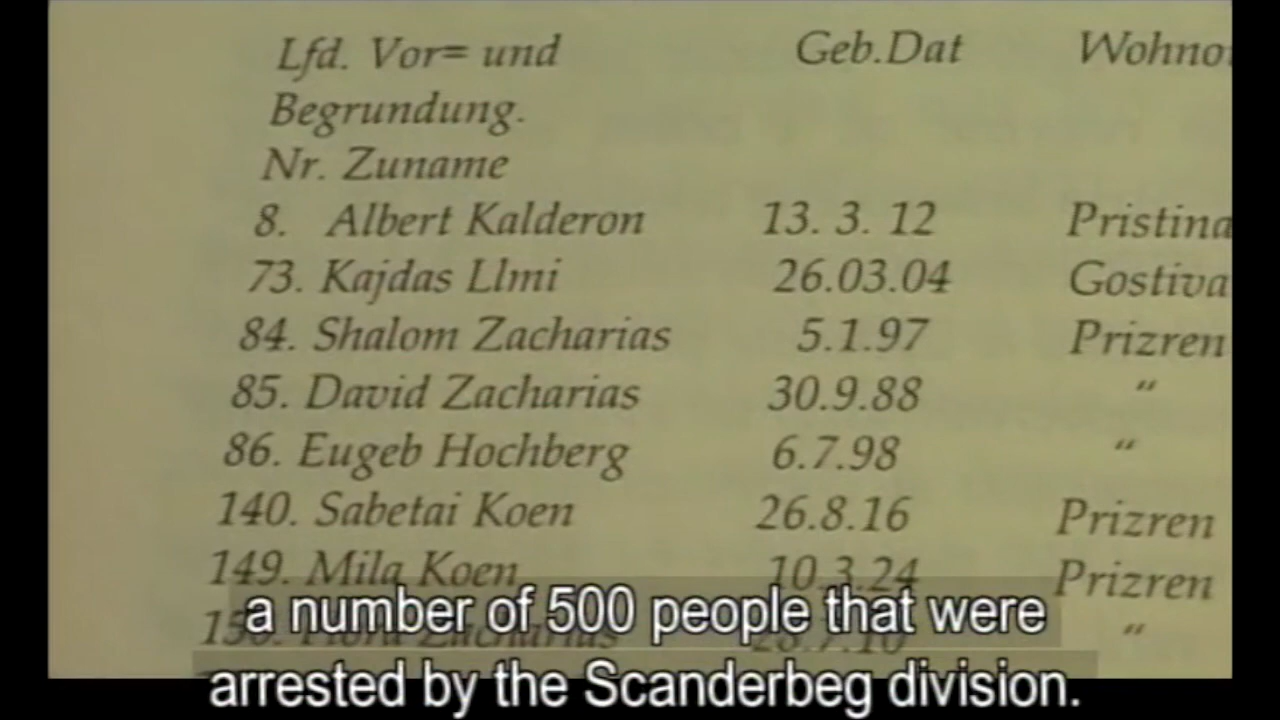 Lfd. Vor= und Geb.Dat Wohno
Begrundung.
Nr. Zuname
8. Albert Kalderon 13. 3. 12 Pristina
73. Kajdas Llmi 26.03.04 Gostiva
84. Shalom Zacharias 5.1.97 Prizren
85. David Zacharias 30.9.88 “
86. Eugeb Hochberg 6.7.98 “
140. Sabetai Koen 26.8.16 Prizren
149. Mila Koen 10.3.24 Prizren
Zacharias “
a number of 500 people that were
arrested by the Scanderbeg division.